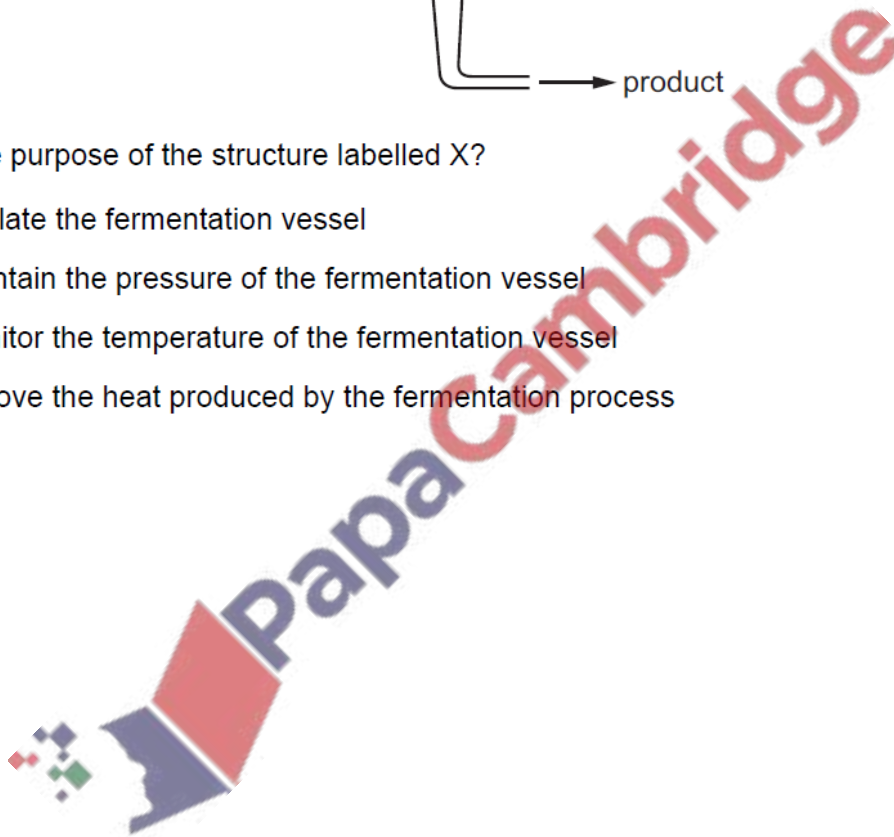 product
purpose of the structure labelled X?
late the fermentation vessel
ntain the pressure of the fermentation vessel
itor the temperature of the fermentation vessel
ove the heat produced by the fermentation process
PapaCambridge